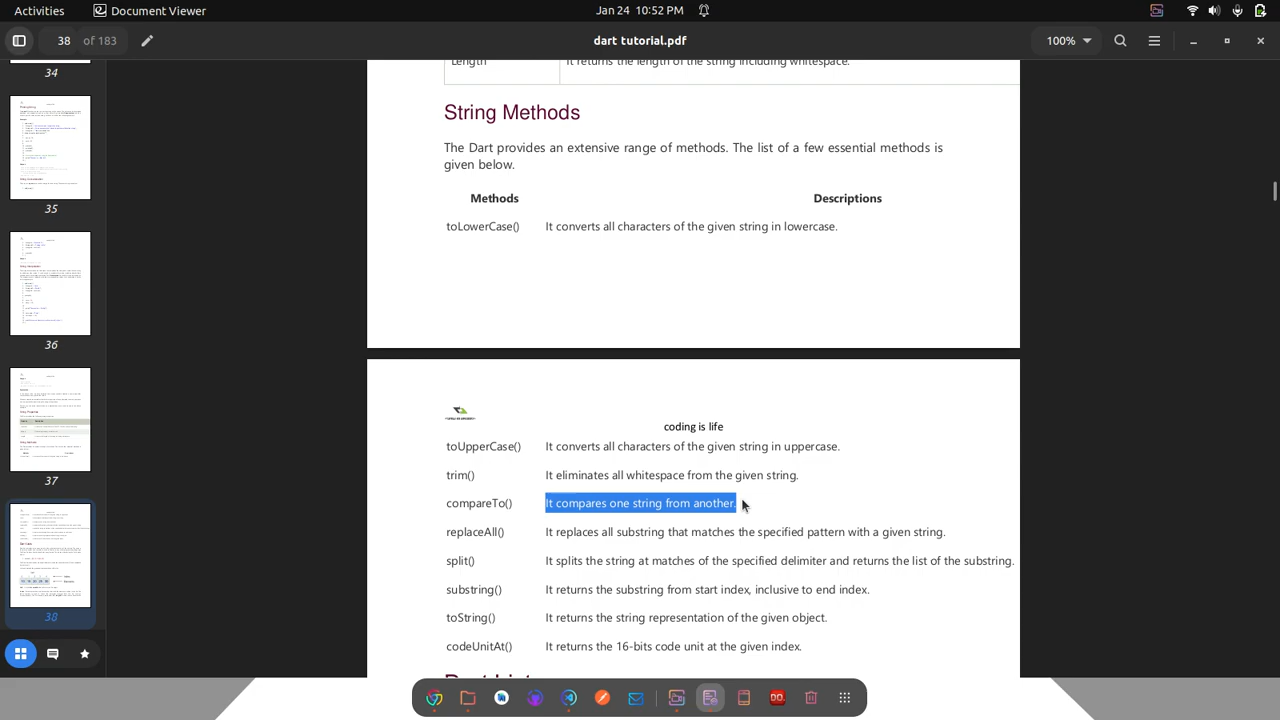 Activities Document Viewer Jan 24 10:52 PM
38 of 183 dart tutorial.pdf 100%
34
35
36
37
38
Length It returns the length of the string including whitespace.
String Methods
The Dart provides an extensive range of methods. The list of a few essential methods is
given below.
Methods Descriptions
toLowerCase() It converts all characters of the given string in lowercase.
coding is life
toUpperCase() It converts all characters of the given string in uppercase.
trim() It eliminates all whitespace from the given string.
compareTo() It compares one string from another.
replaceAll() It replaces all substring that matches the specified pattern with a given string.
split() It splits the string at matches of the specified delimiter and returns the list of the substring.
substring() It returns the substring from start index, inclusive to end index.
toString() It returns the string representation of the given object.
codeUnitAt() It returns the 16-bits code unit at the given index.